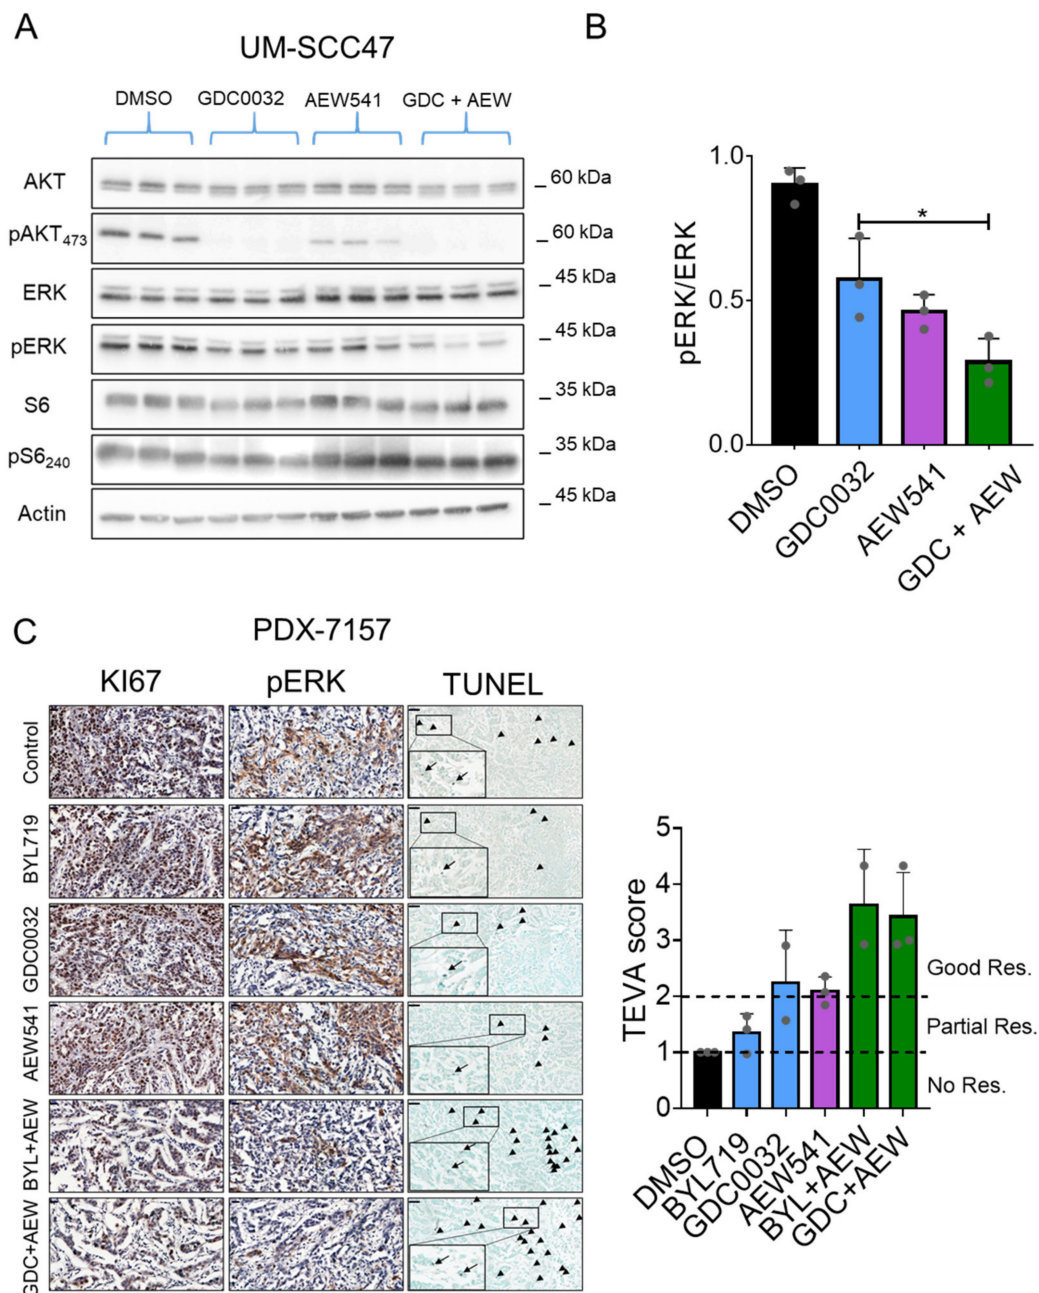 A
UM-SCC47
DMSO GDC0032 AEW541 GDC + AEW
AKT 60 kDa
pAKT473 60 kDa
ERK 45 kDa
pERK 45 kDa
S6 35 kDa
pS6240 35 kDa
Actin 45 kDa
B
pERK/ERK
1.0
0.5
0.0
*
DMSO
GDC0032
AEW541
GDC + AEW
C
PDX-7157
KI67 pERK TUNEL
Control
BYL719
GDC0032
AEW541
BYL+AEW
GDC+AEW
TEVA score
5
4
3
2
1
0
Good Res.
Partial Res.
No Res.
DMSO
BYL719
GDC0032
AEW541
BYL+AEW
GDC+AEW